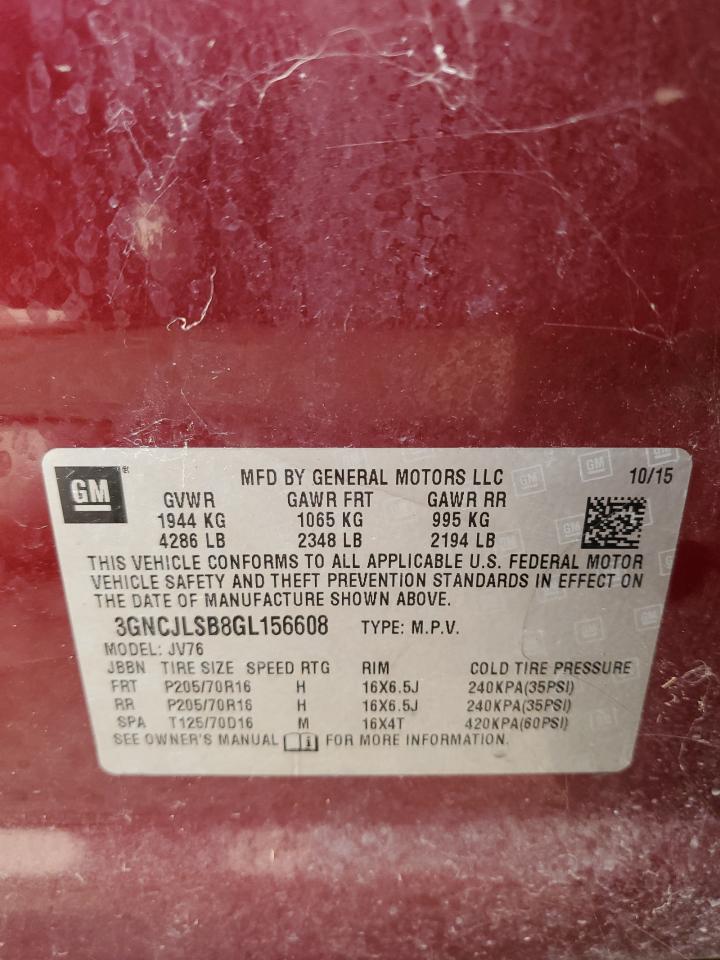 GM ®
MFD BY GENERAL MOTORS LLC 10/15
GVWR GAWR FRT GAWR RR
1944 KG 1065 KG 995 KG
4286 LB 2348 LB 2194 LB
THIS VEHICLE CONFORMS TO ALL APPLICABLE U.S. FEDERAL MOTOR
VEHICLE SAFETY AND THEFT PREVENTION STANDARDS IN EFFECT ON
THE DATE OF MANUFACTURE SHOWN ABOVE.
3GNCJLSB8GL156608 TYPE: M.P.V.
MODEL: JV76
JBBN TIRE SIZE SPEED RTG RIM COLD TIRE PRESSURE
FRT P205/70R16 H 16X6.5J 240KPA(35PSI)
RR P205/70R16 H 16X6.5J 240KPA(35PSI)
SPA T125/70D16 M 16X4T 420KPA(60PSI)
SEE OWNER'S MANUAL FOR MORE INFORMATION.